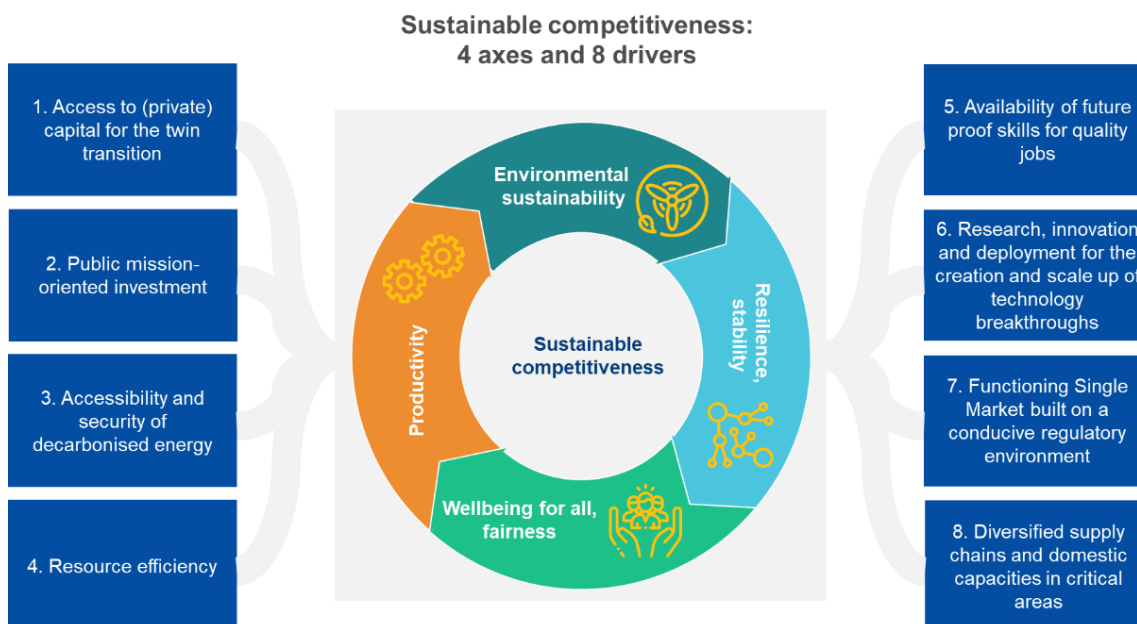 Sustainable competitiveness:
4 axes and 8 drivers
1. Access to (private)
capital for the twin
transition
2. Public mission-
oriented investment
3. Accessibility and
security of
decarbonised energy
4. Resource efficiency
Environmental
sustainability
Resilience,
stability
Wellbeing for all,
fairness
Productivity
Sustainable
competitiveness
5. Availability of future
proof skills for quality
jobs
6. Research, innovation
and deployment for the
creation and scale up of
technology
breakthroughs
7. Functioning Single
Market built on a
conducive regulatory
environment
8. Diversified supply
chains and domestic
capacities in critical
areas